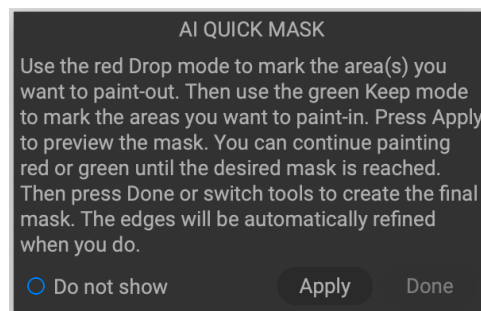 AI QUICK MASK
Use the red Drop mode to mark the area(s) you
want to paint-out. Then use the green Keep mode
to mark the areas you want to paint-in. Press Apply
to preview the mask. You can continue painting
red or green until the desired mask is reached.
Then press Done or switch tools to create the final
mask. The edges will be automatically refined
when you do.
Do not show Apply Done